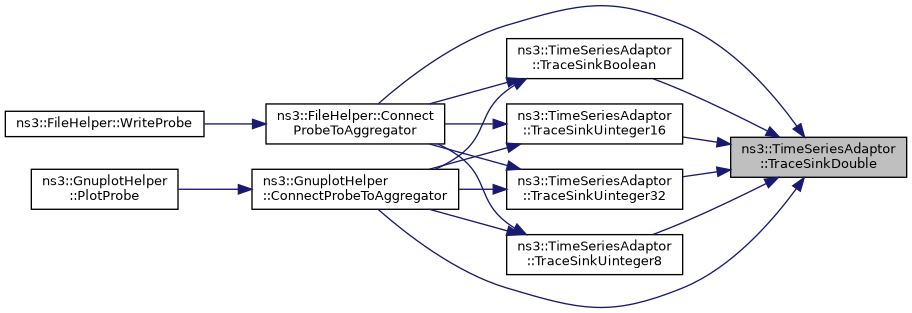 ns3::FileHelper::WriteProbe
ns3::GnuplotHelper
::PlotProbe
ns3::FileHelper::Connect
ProbeToAggregator
ns3::GnuplotHelper
::ConnectProbeToAggregator
ns3::TimeSeriesAdaptor
::TraceSinkBoolean
ns3::TimeSeriesAdaptor
::TraceSinkUinteger16
ns3::TimeSeriesAdaptor
::TraceSinkUinteger32
ns3::TimeSeriesAdaptor
::TraceSinkUinteger8
ns3::TimeSeriesAdaptor
::TraceSinkDouble